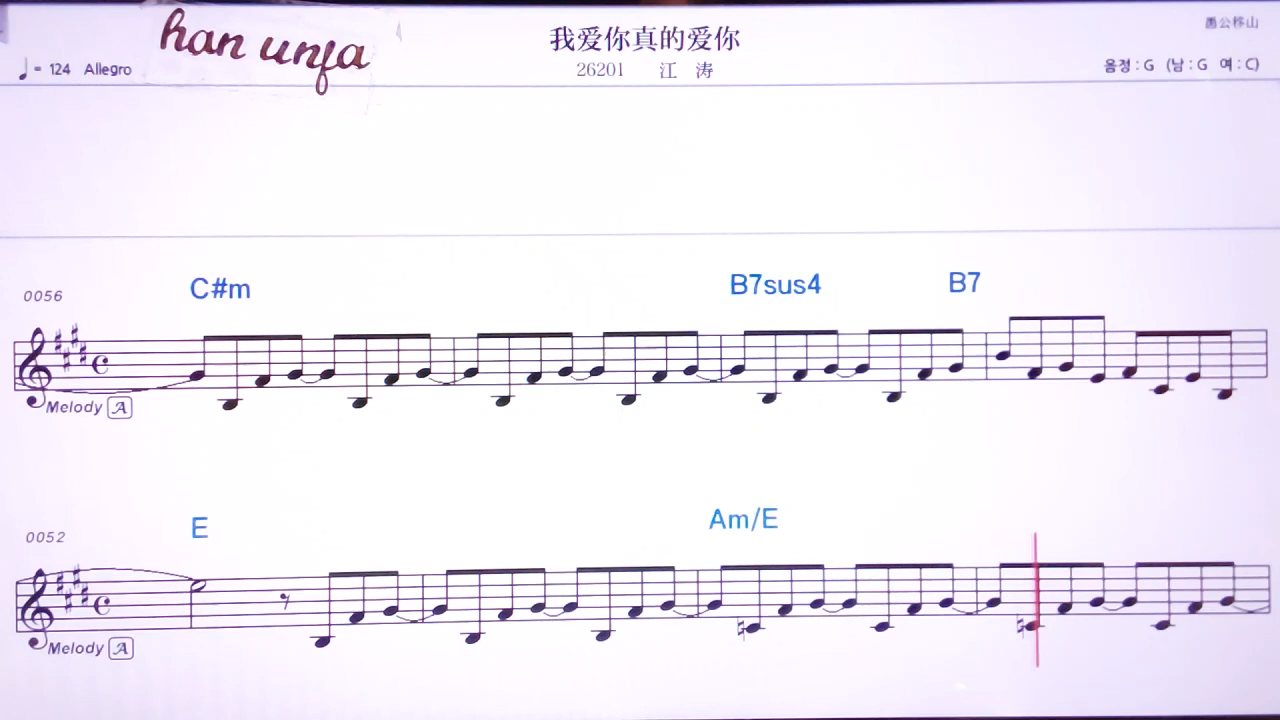 han unfa
我爱你真的爱你
愚公移山
♩= 124 Allegro
26201 江 涛
음정 : G (남 : G 여 : C)
0056
C#m B7sus4 B7
Melody A
0052
E Am/E
Melody A